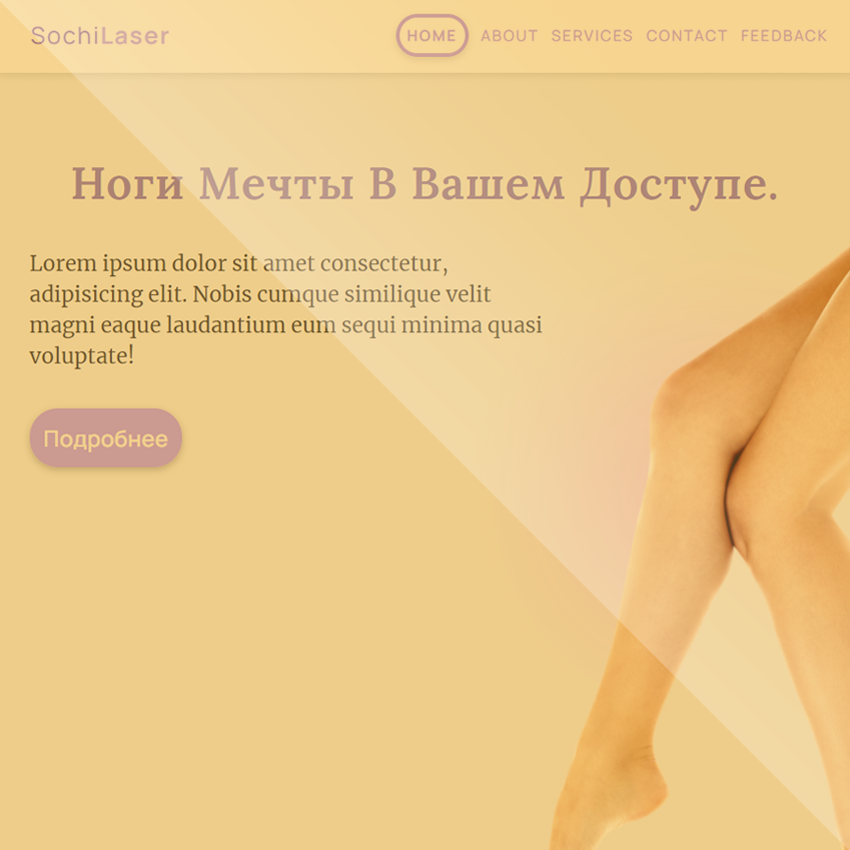 SochiLaser
HOME ABOUT SERVICES CONTACT FEEDBACK
Ноги Мечты В Вашем Доступе.
Lorem ipsum dolor sit amet consectetur,
adipisicing elit. Nobis cumque similique velit
magni eaque laudantium eum sequi minima quasi
voluptate!
Подробнее